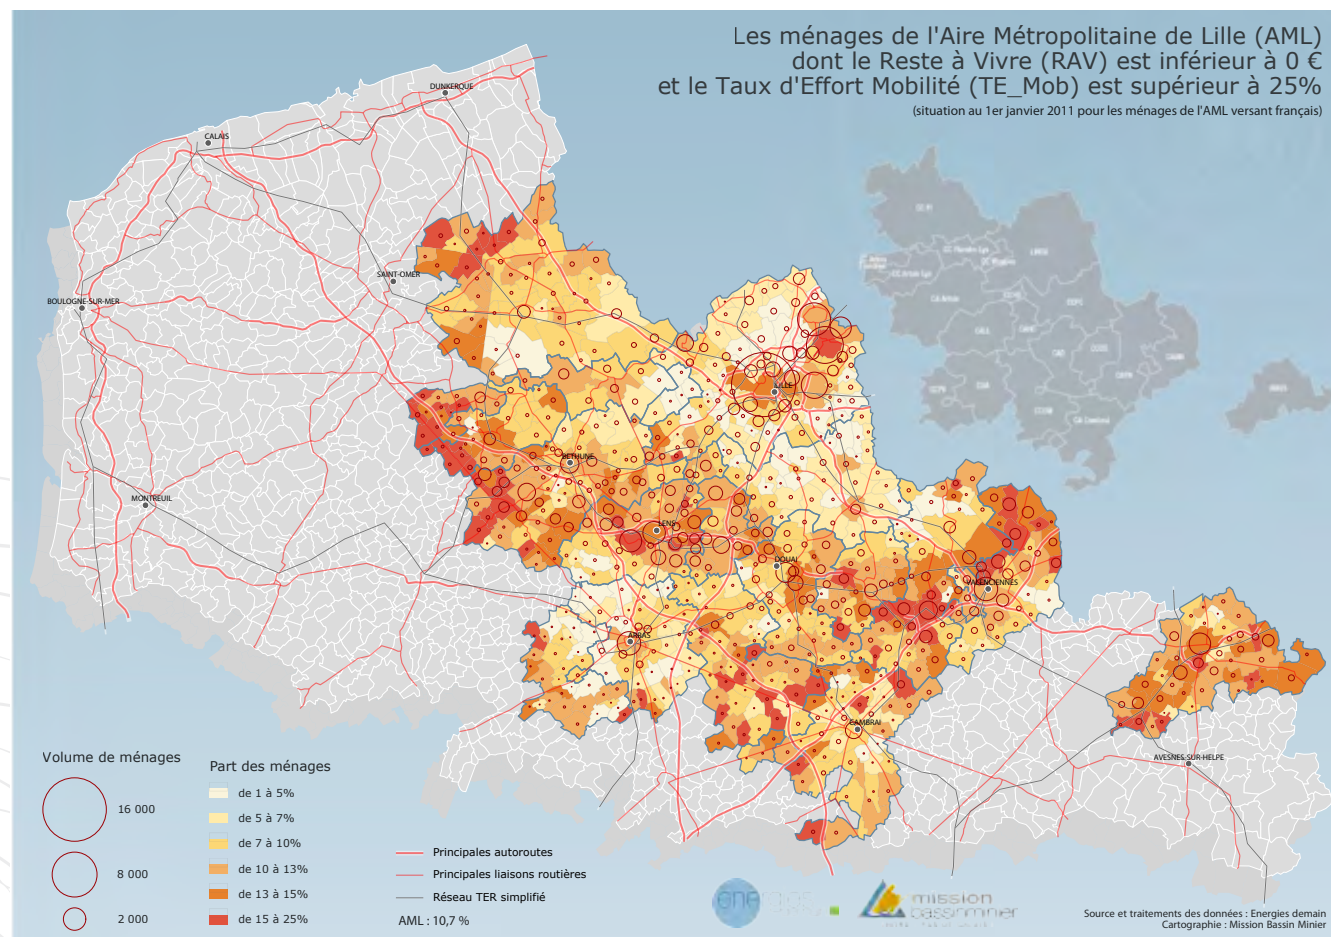 Les ménages de l'Aire Métropolitaine de Lille (AML)
dont le Reste à Vivre (RAV) est inférieur à 0 €
et le Taux d'Effort Mobilité (TE_Mob) est supérieur à 25%
(situation au 1er janvier 2011 pour les ménages de l'AML versant français)
DUNKERQUE
CALAIS
SAINT-OMER
BOULOGNE-SUR-MER
LILLE
BETHUNE
MONTREUIL
LENS
DOUAI
VALENCIENNES
ARRAS
CAMBRAI
AVESNES-SUR-HELPE
Volume de ménages
16 000
8 000
2 000
Part des ménages
de 1 à 5%
de 5 à 7%
de 7 à 10%
de 10 à 13%
de 13 à 15%
de 15 à 25%
Principales autoroutes
Principales liaisons routières
Réseau TER simplifié
AML : 10,7 %
energies
mission
bassinminier
Source et traitements des données : Energies demain
Cartographie : Mission Bassin Minier